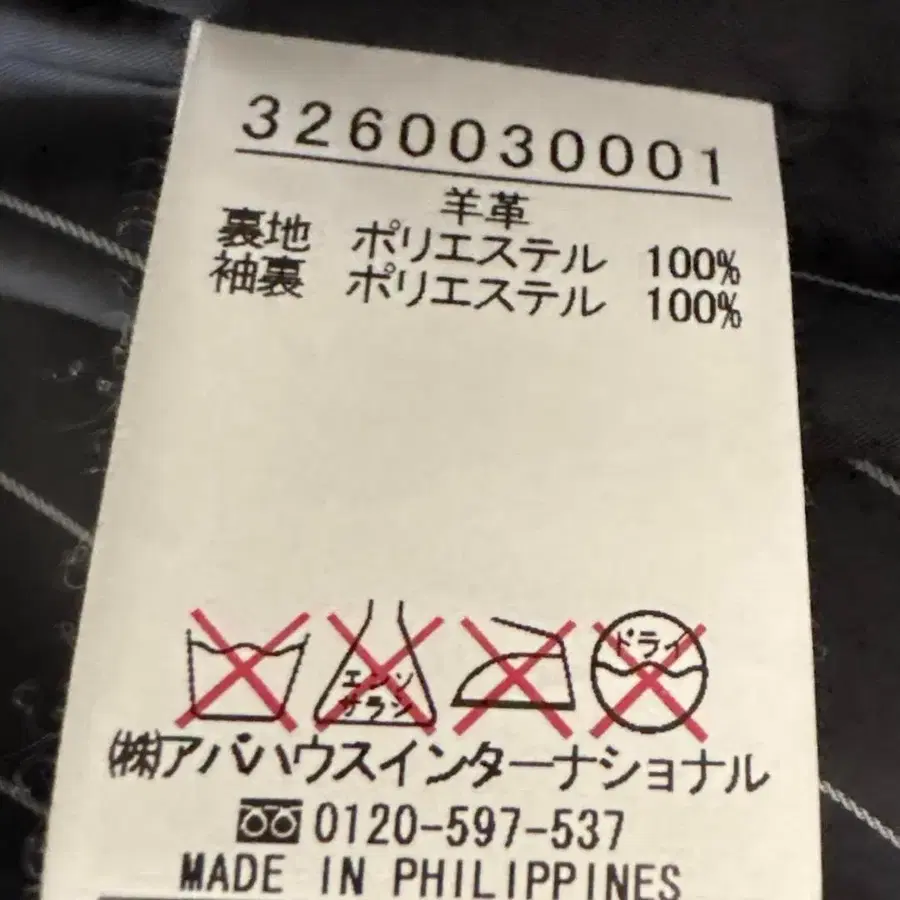 3260030001
羊革
裏地 ポリエステル 100%
袖裏 ポリエステル 100%
エンソ サラシ ドライ
㈱アバハウスインターナショナル
0120-597-537
MADE IN PHILIPPINES